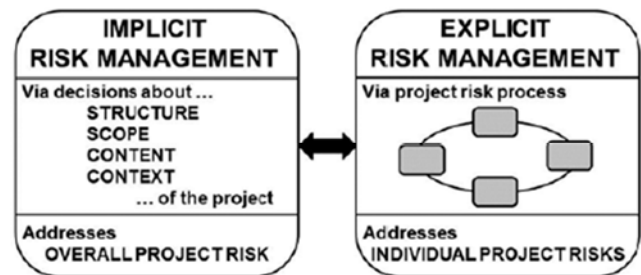 IMPLICIT
RISK MANAGEMENT
Via decisions about ...
STRUCTURE
SCOPE
CONTENT
CONTEXT
... of the project
Addresses
OVERALL PROJECT RISK
EXPLICIT
RISK MANAGEMENT
Via project risk process
Addresses
INDIVIDUAL PROJECT RISKS